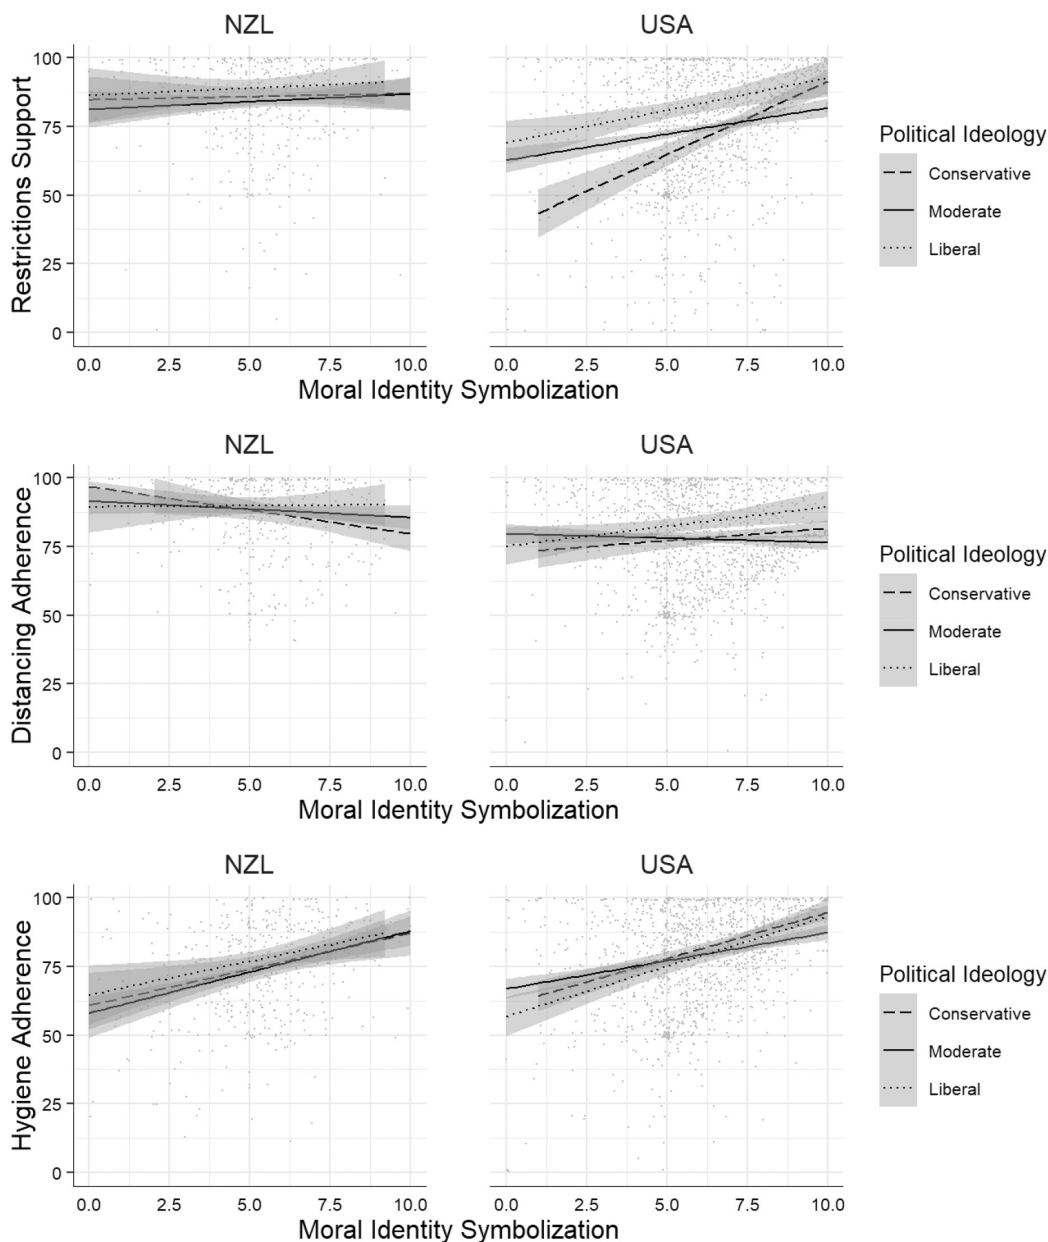 NZL
USA
Restrictions Support
100
75
50
25
0
0.0 2.5 5.0 7.5 10.0
0.0 2.5 5.0 7.5 10.0
Moral Identity Symbolization
Political Ideology
Conservative
Moderate
Liberal
NZL
USA
Distancing Adherence
100
75
50
25
0
0.0 2.5 5.0 7.5 10.0
0.0 2.5 5.0 7.5 10.0
Moral Identity Symbolization
Political Ideology
Conservative
Moderate
Liberal
NZL
USA
Hygiene Adherence
100
75
50
25
0
0.0 2.5 5.0 7.5 10.0
0.0 2.5 5.0 7.5 10.0
Moral Identity Symbolization
Political Ideology
Conservative
Moderate
Liberal